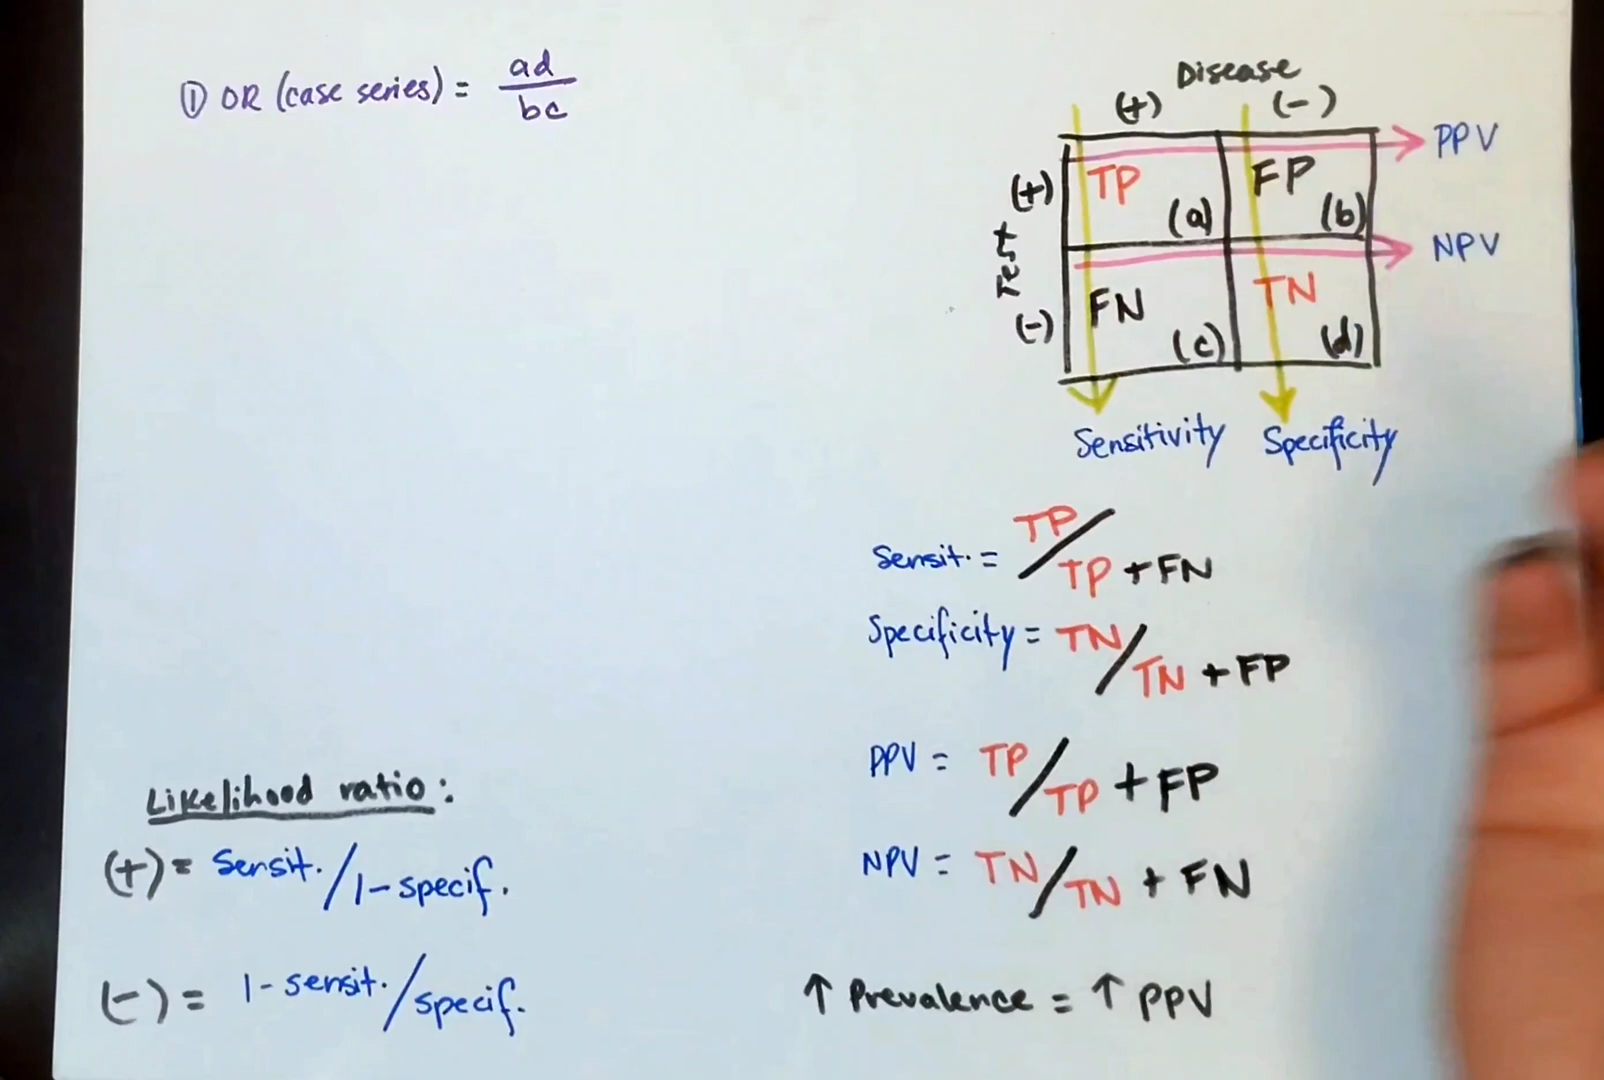 ① OR (case series) = ad/bc
Disease
(+) (-)
Test
(+) TP (a) FP (b) PPV
(-) FN (c) TN (d) NPV
Sensitivity Specificity
Sensit. = TP/TP + FN
Specificity = TN/TN + FP
PPV = TP/TP + FP
NPV = TN/TN + FN
↑ Prevalence = ↑ PPV
Likelihood ratio:
(+) = Sensit./1-specif.
(-) = 1-sensit./specif.